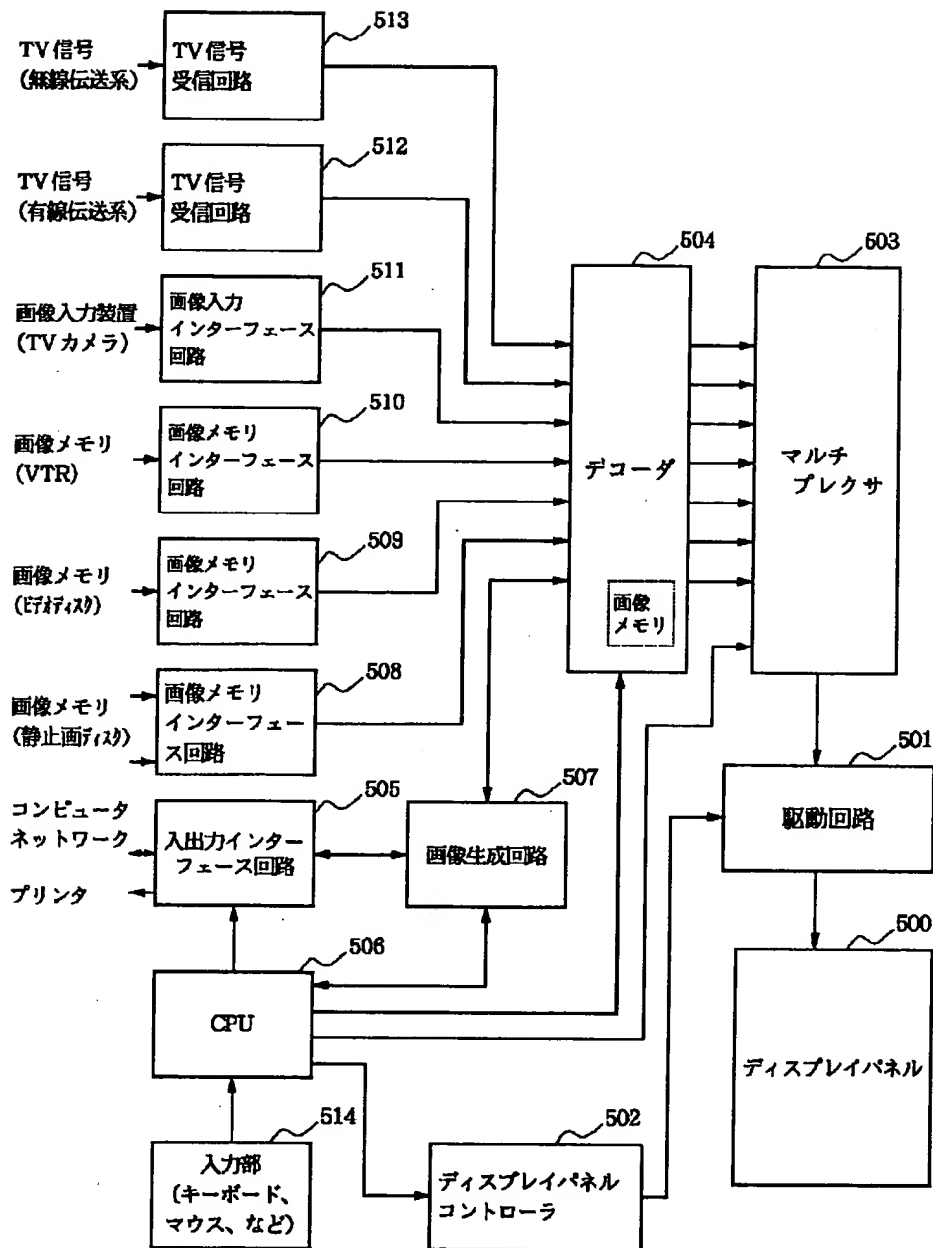 513
TV信号
(無線伝送系)
TV信号
受信回路
512
TV信号
(有線伝送系)
TV信号
受信回路
504
503
511
画像入力装置
(TVカメラ)
画像入力
インターフェース
回路
510
画像メモリ
(VTR)
画像メモリ
インターフェース
回路
デコーダ
マルチ
プレクサ
509
画像メモリ
(ビデオディスク)
画像メモリ
インターフェース
回路
画像
メモリ
508
画像メモリ
(静止画ディスク)
画像メモリ
インターフェー
ス回路
501
駆動回路
505
507
コンピュータ
ネットワーク
プリンタ
入出力インター
フェース回路
画像生成回路
500
506
CPU
ディスプレイパネル
514
502
入力部
(キーボード、
マウス、など)
ディスプレイパネル
コントローラ